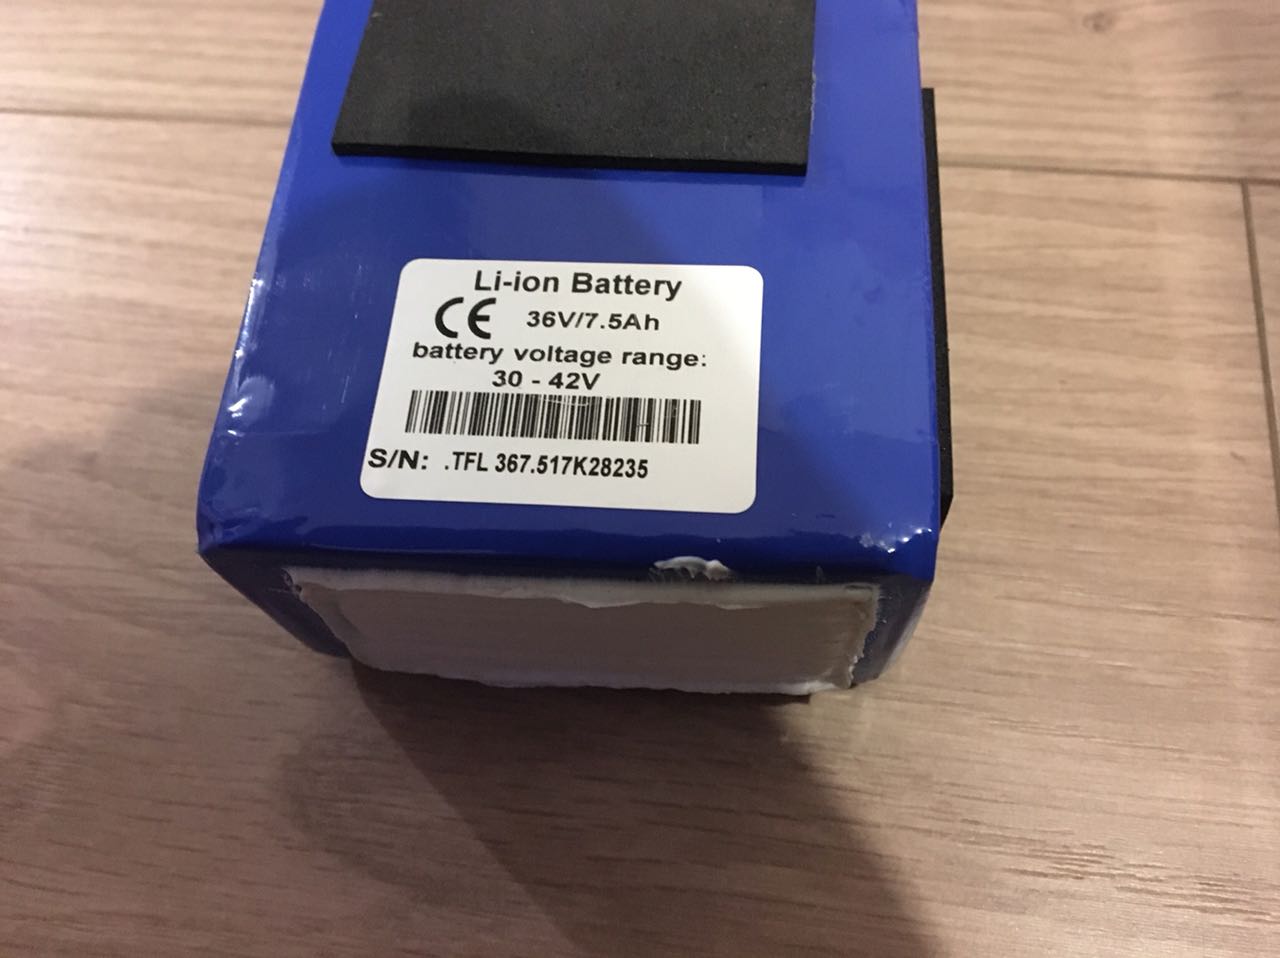 Li-ion Battery
CE 36V/7.5Ah
battery voltage range:
30 - 42V
S/N: .TFL 367.517K28235